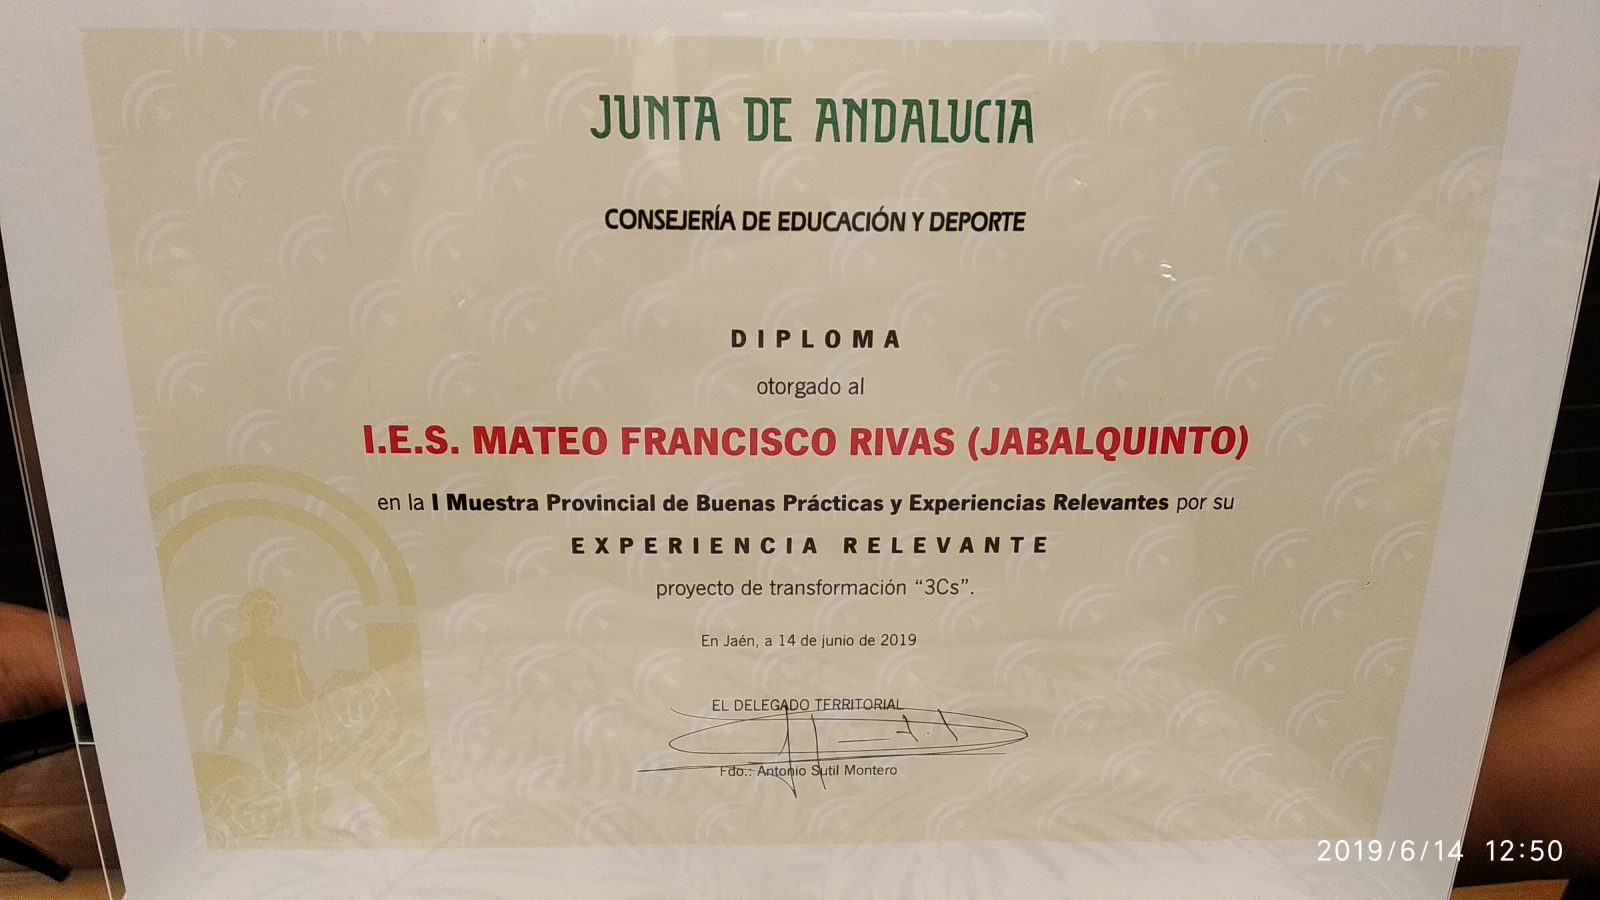 JUNTA DE ANDALUCIA
CONSEJERÍA DE EDUCACIÓN Y DEPORTE
DIPLOMA
otorgado al
I.E.S. MATEO FRANCISCO RIVAS (JABALQUINTO)
en la I Muestra Provincial de Buenas Prácticas y Experiencias Relevantes por su
EXPERIENCIA RELEVANTE
proyecto de transformación “3Cs”.
En Jaén, a 14 de junio de 2019
EL DELEGADO TERRITORIAL
Fdo.: Antonio Sutil Montero
2019/6/14 12:50